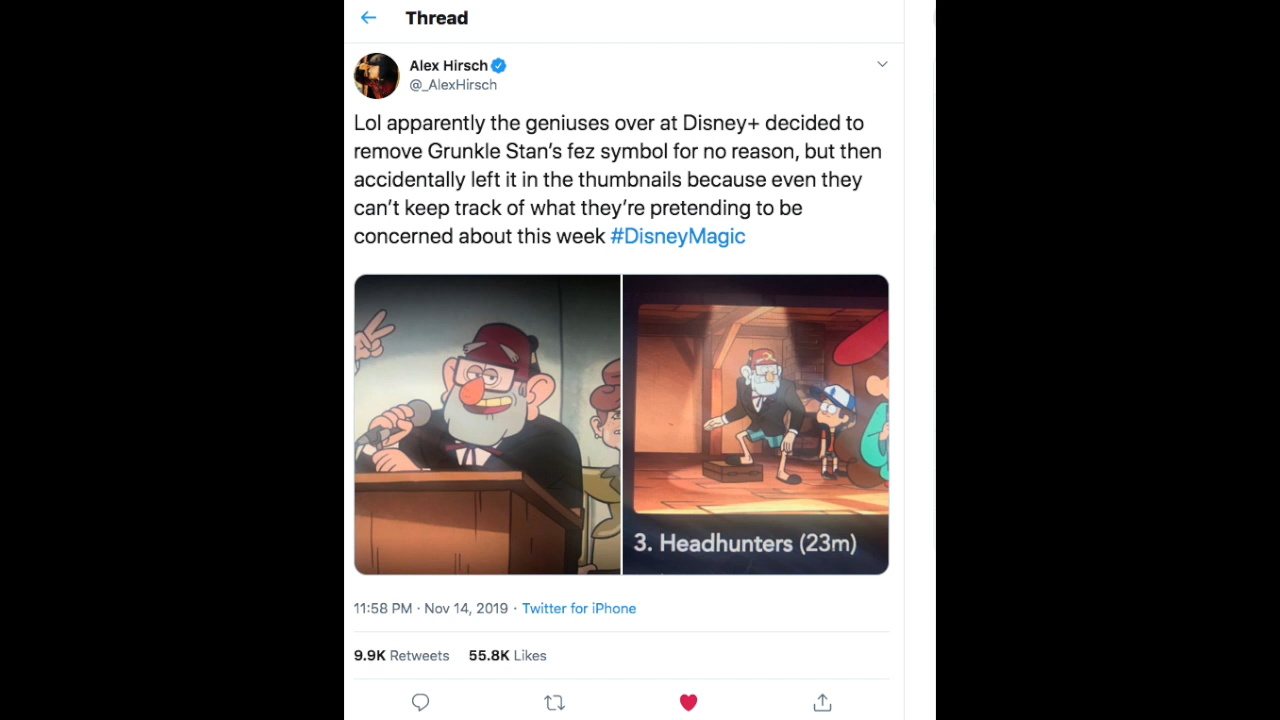 Thread
Alex Hirsch
@_AlexHirsch
Lol apparently the geniuses over at Disney+ decided to
remove Grunkle Stan’s fez symbol for no reason, but then
accidentally left it in the thumbnails because even they
can’t keep track of what they’re pretending to be
concerned about this week #DisneyMagic
3. Headhunters (23m)
11:58 PM · Nov 14, 2019 · Twitter for iPhone
9.9K Retweets 55.8K Likes